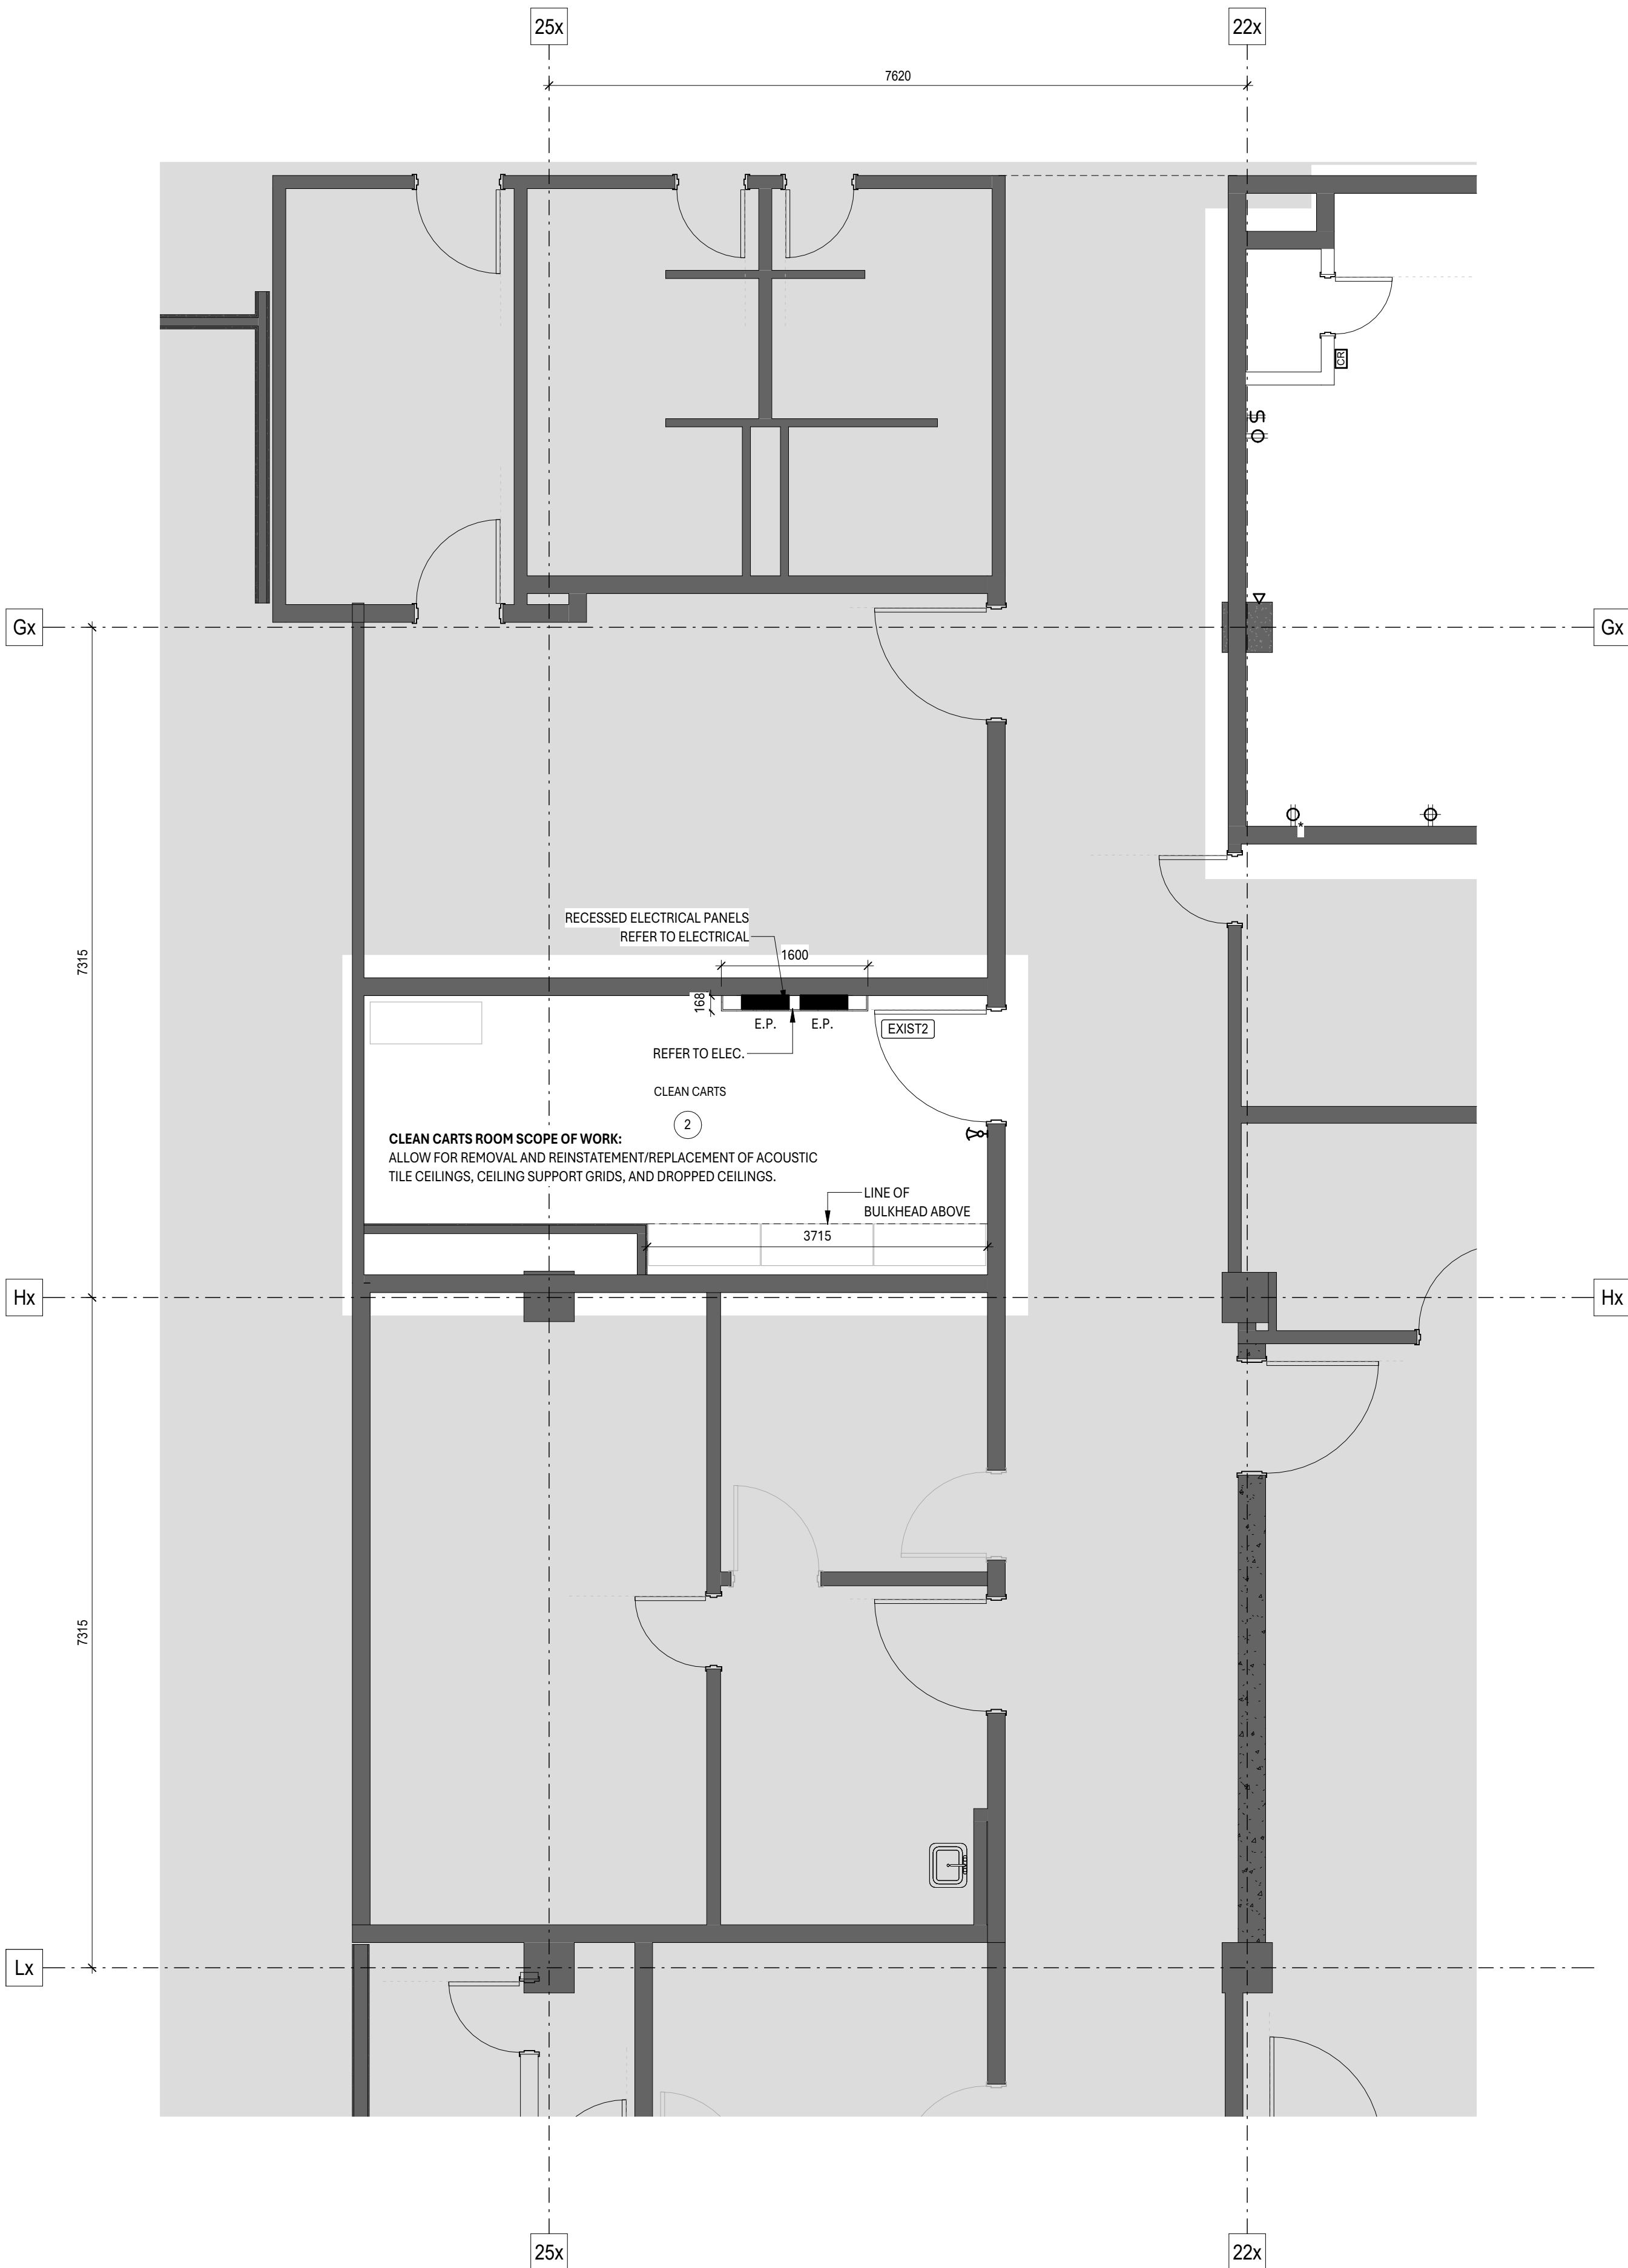 25x
22x
7620
CR
SO
Gx
Gx
*
RECESSED ELECTRICAL PANELS
REFER TO ELECTRICAL
1600
7315
168
E.P.
E.P.
EXIST2
REFER TO ELEC.
CLEAN CARTS
2
CLEAN CARTS ROOM SCOPE OF WORK:
ALLOW FOR REMOVAL AND REINSTATEMENT/REPLACEMENT OF ACOUSTIC
TILE CEILINGS, CEILING SUPPORT GRIDS, AND DROPPED CEILINGS.
LINE OF
BULKHEAD ABOVE
3715
Hx
Hx
7315
Lx
25x
22x